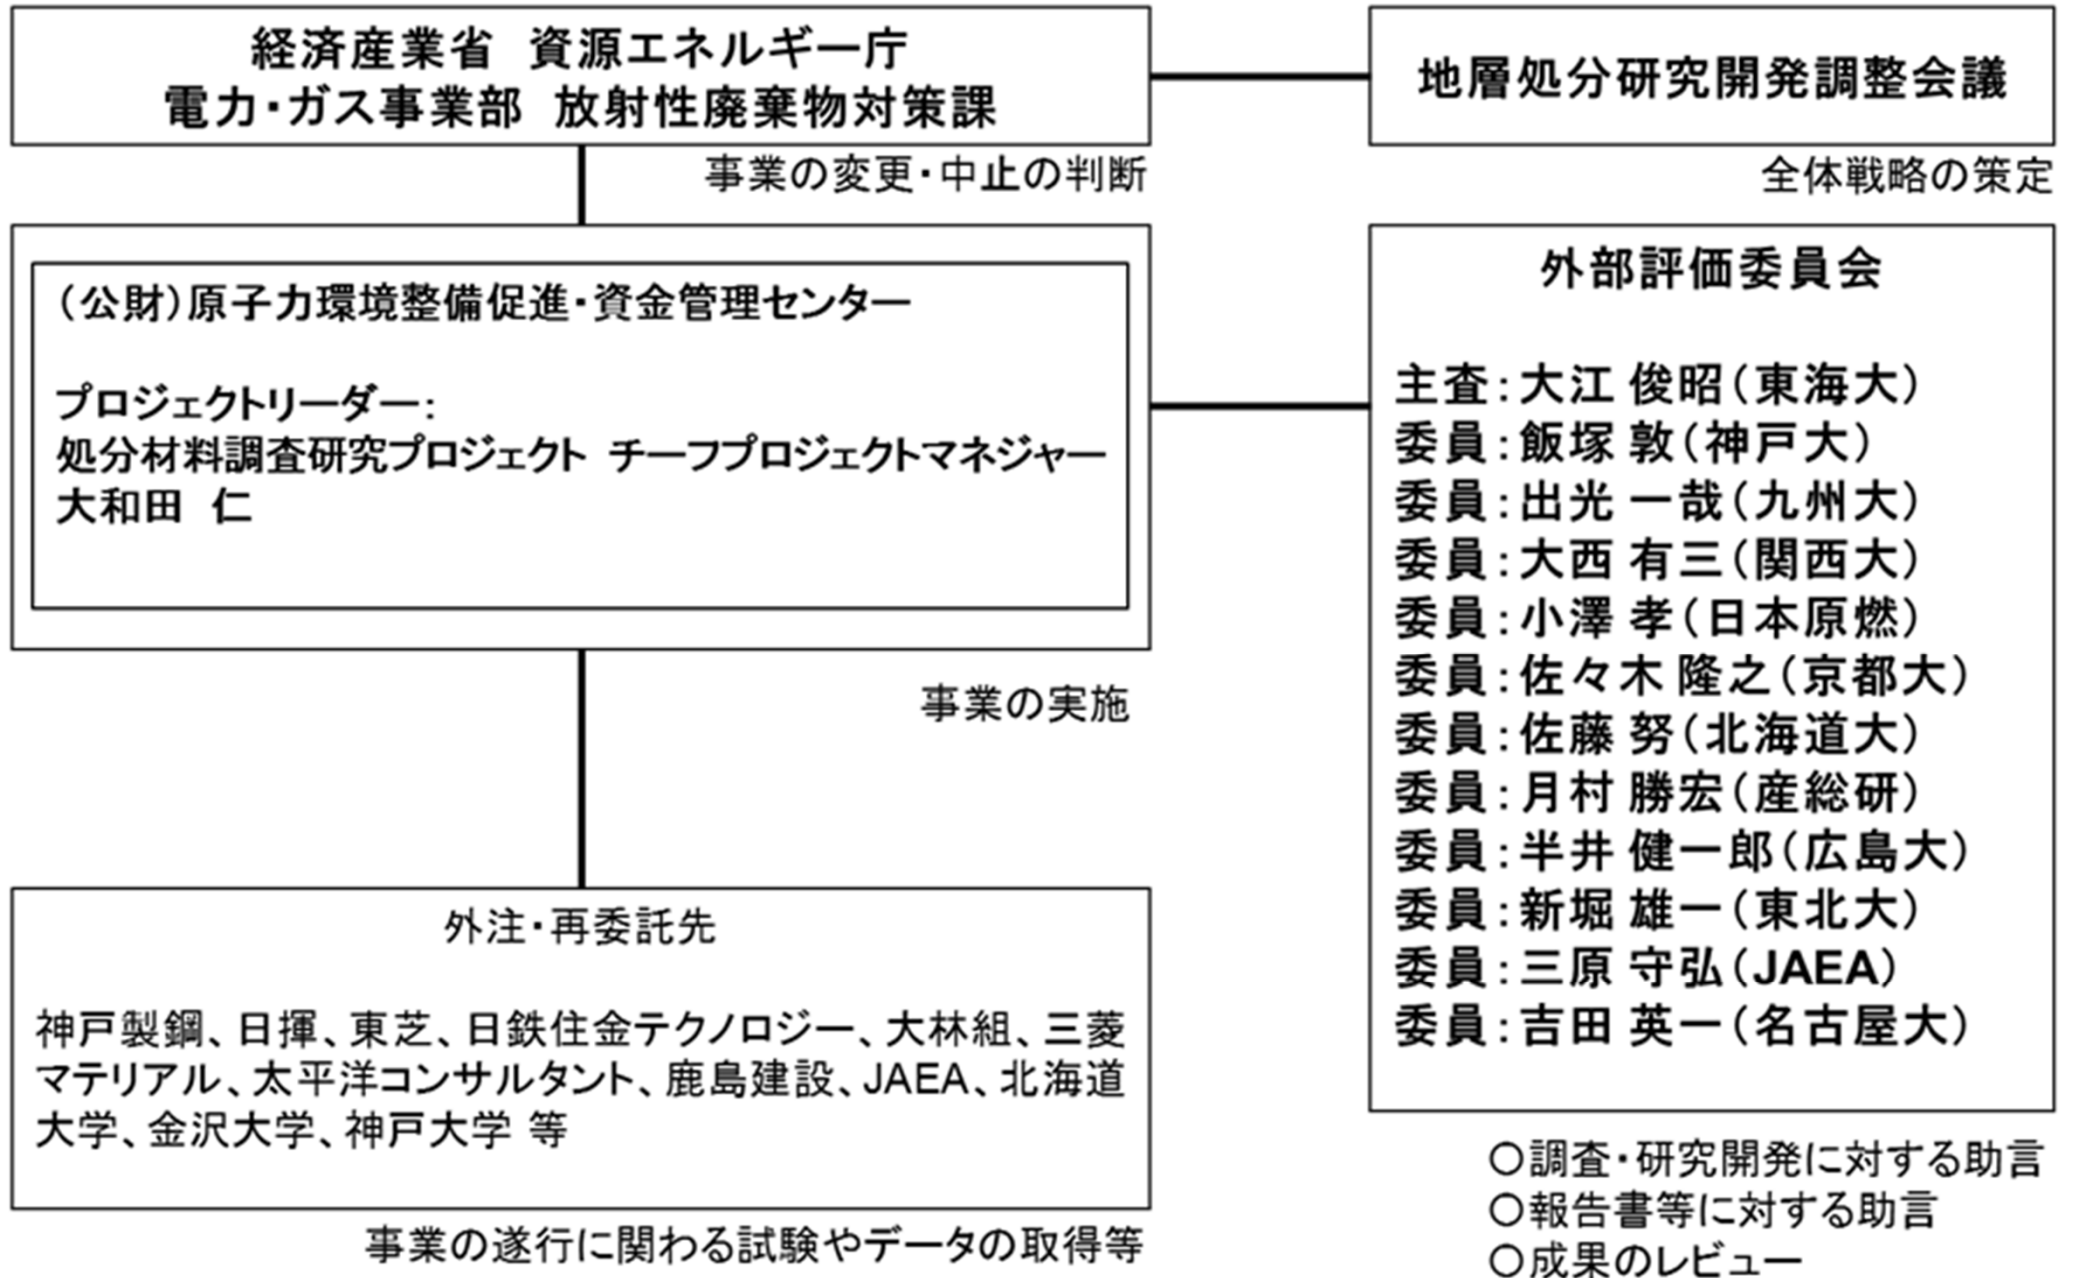 経済産業省　資源エネルギー庁
電力・ガス事業部　放射性廃棄物対策課
事業の変更・中止の判断
地層処分研究開発調整会議
全体戦略の策定
（公財）原子力環境整備促進・資金管理センター
プロジェクトリーダー：
処分材料調査研究プロジェクト　チーフプロジェクトマネジャー
大和田　仁
事業の実施
外部評価委員会
主査：大江 俊昭（東海大）
委員：飯塚 敦（神戸大）
委員：出光 一哉（九州大）
委員：大西 有三（関西大）
委員：小澤 孝（日本原燃）
委員：佐々木 隆之（京都大）
委員：佐藤 努（北海道大）
委員：月村 勝宏（産総研）
委員：半井 健一郎（広島大）
委員：新堀 雄一（東北大）
委員：三原 守弘（JAEA）
委員：吉田 英一（名古屋大）
○調査・研究開発に対する助言
○報告書等に対する助言
○成果のレビュー
外注・再委託先
神戸製鋼、日揮、東芝、日鉄住金テクノロジー、大林組、三菱
マテリアル、太平洋コンサルタント、鹿島建設、JAEA、北海道
大学、金沢大学、神戸大学 等
事業の遂行に関わる試験やデータの取得等